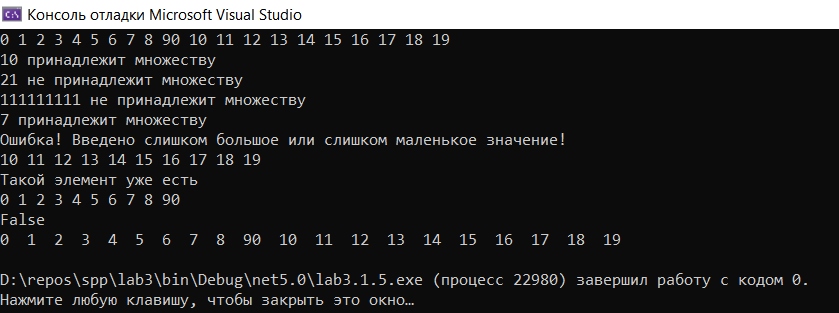 Консоль отладки Microsoft Visual Studio
0 1 2 3 4 5 6 7 8 90 10 11 12 13 14 15 16 17 18 19
10 принадлежит множеству
21 не принадлежит множеству
111111111 не принадлежит множеству
7 принадлежит множеству
Ошибка! Введено слишком большое или слишком маленькое значение!
10 11 12 13 14 15 16 17 18 19
Такой элемент уже есть
0 1 2 3 4 5 6 7 8 90
False
0  1  2  3  4  5  6  7  8  90  10  11  12  13  14  15  16  17  18  19
D:\repos\spp\lab3\bin\Debug\net5.0\lab3.1.5.exe (процесс 22980) завершил работу с кодом 0.
Нажмите любую клавишу, чтобы закрыть это окно…